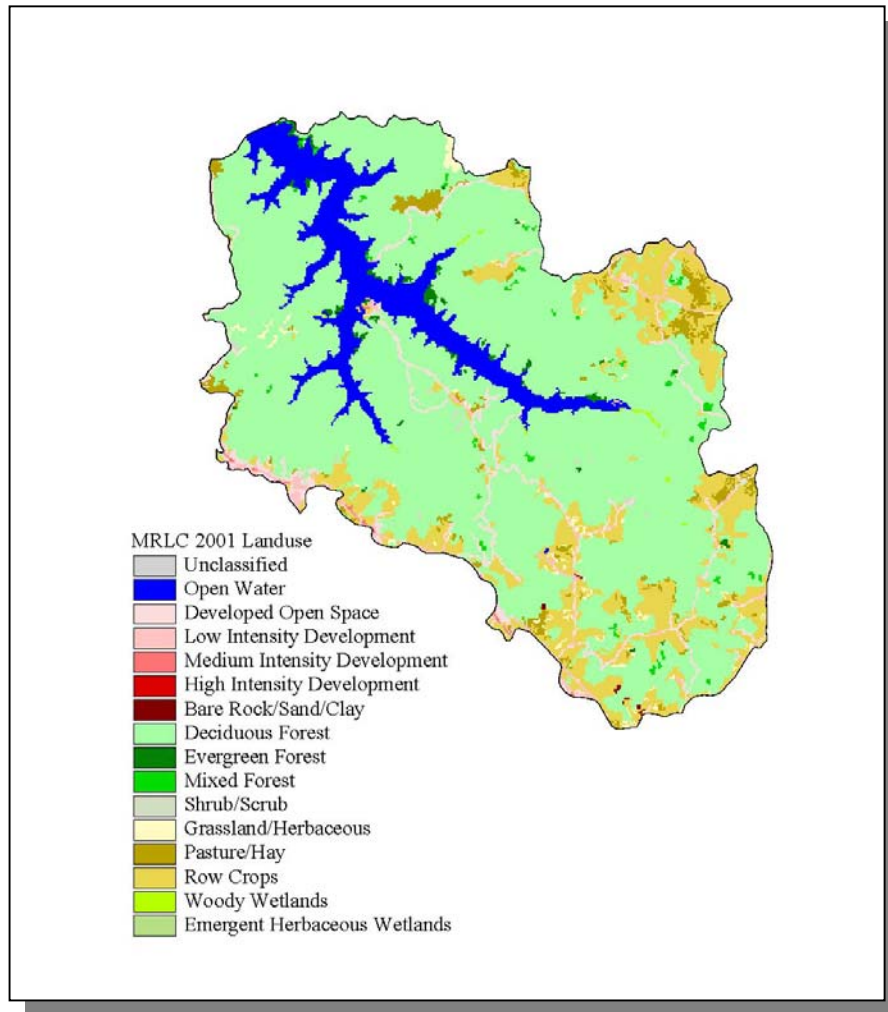 MRLC 2001 Landuse
Unclassified
Open Water
Developed Open Space
Low Intensity Development
Medium Intensity Development
High Intensity Development
Bare Rock/Sand/Clay
Deciduous Forest
Evergreen Forest
Mixed Forest
Shrub/Scrub
Grassland/Herbaceous
Pasture/Hay
Row Crops
Woody Wetlands
Emergent Herbaceous Wetlands